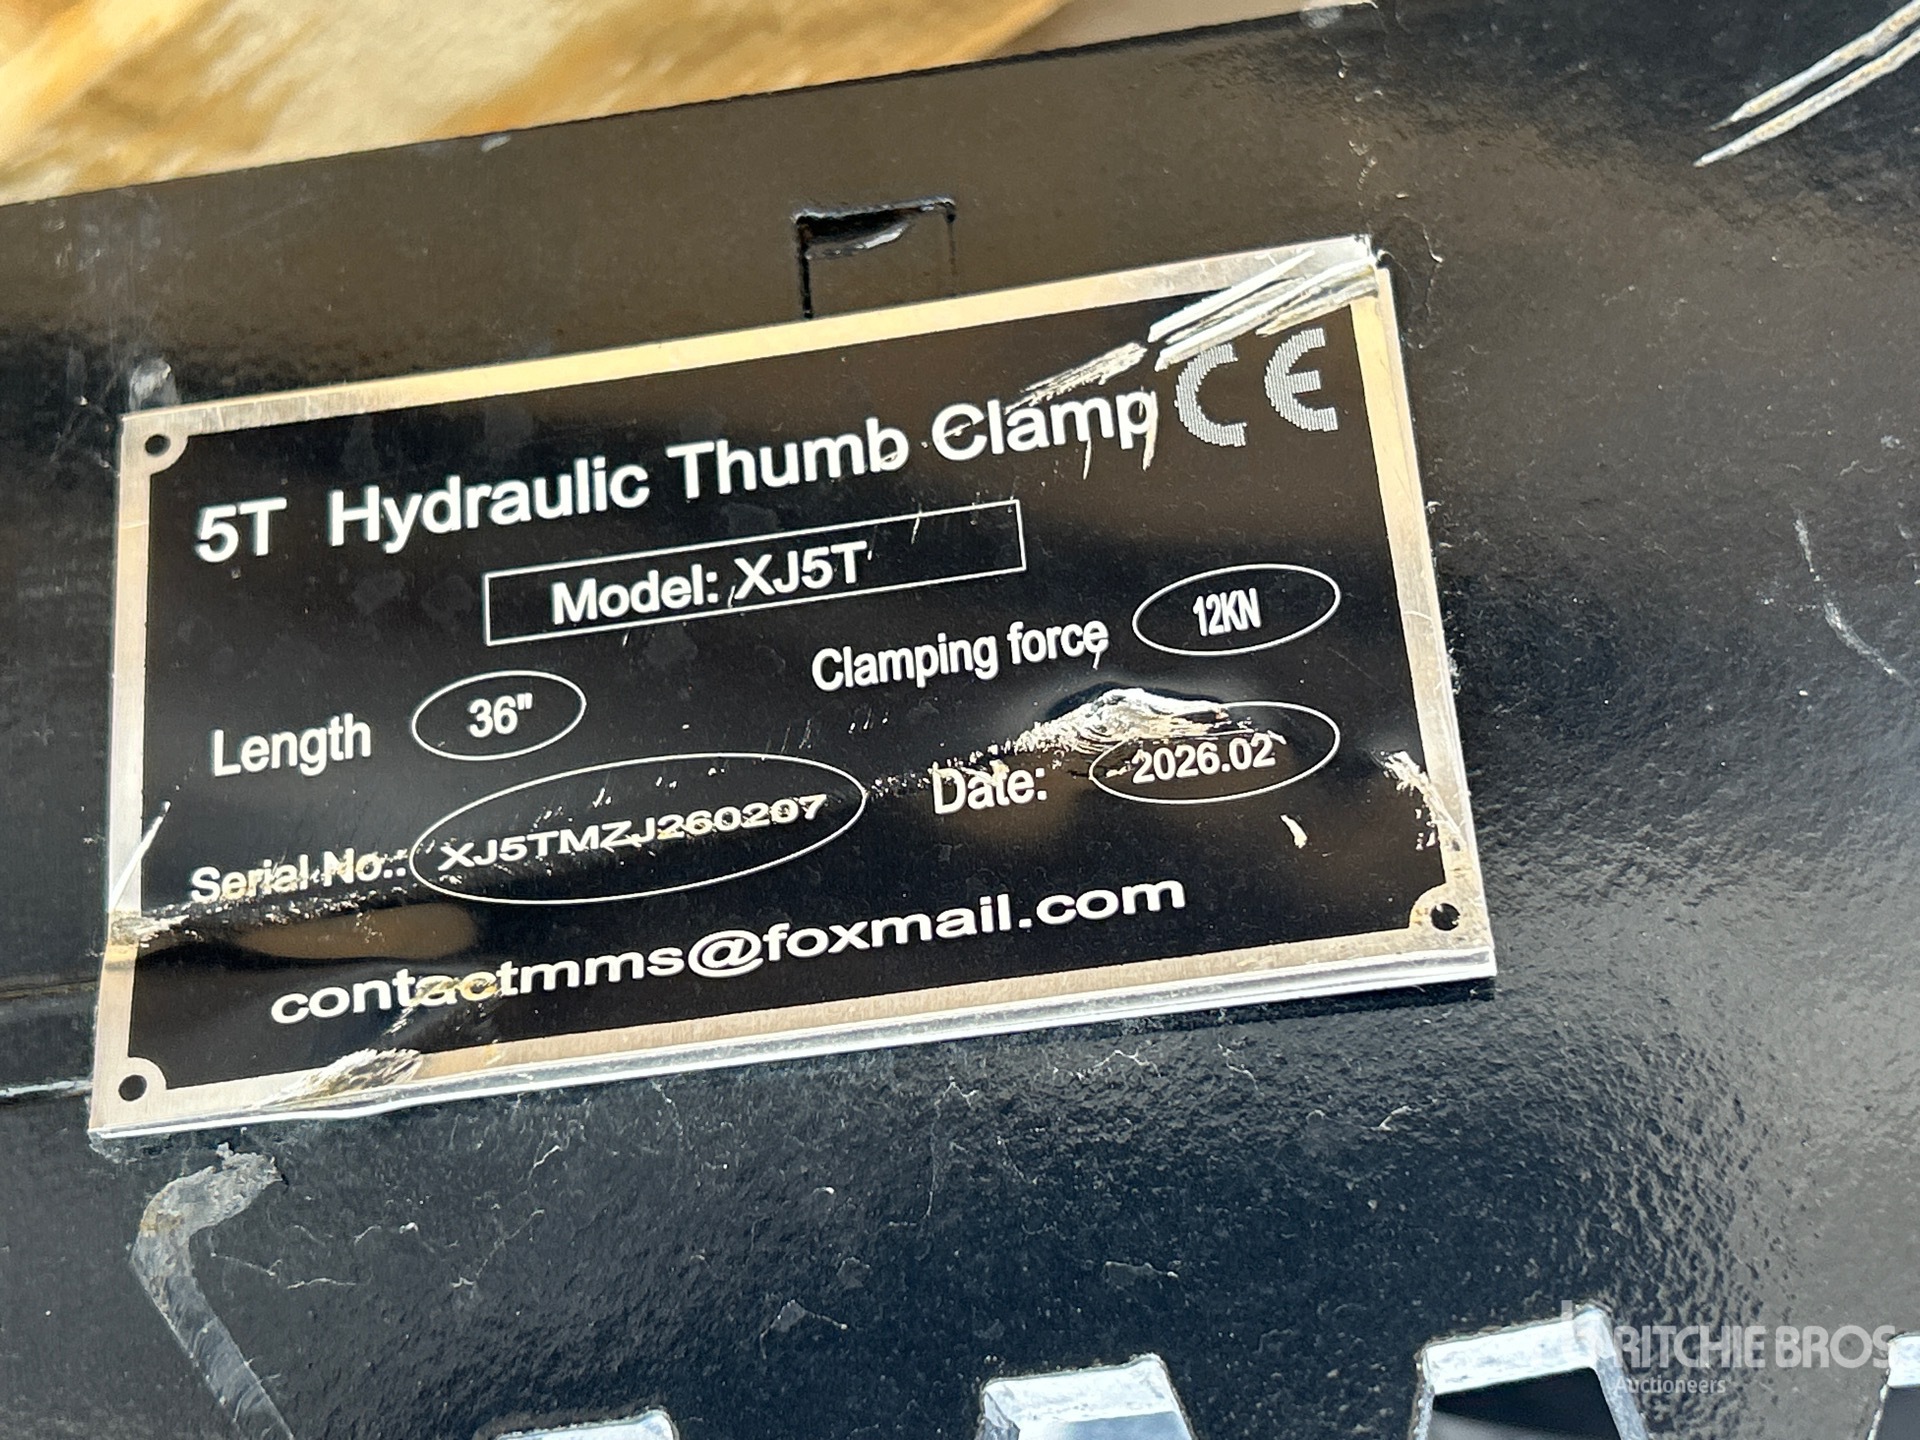 CE
5T Hydraulic Thumb Clamp
Model: XJ5T
Clamping force 12KN
Length 36"
Date: 2026.02
Serial No.: XJ5TMZJ260207
contactmms@foxmail.com
RITCHIE BROS
Auctioneers